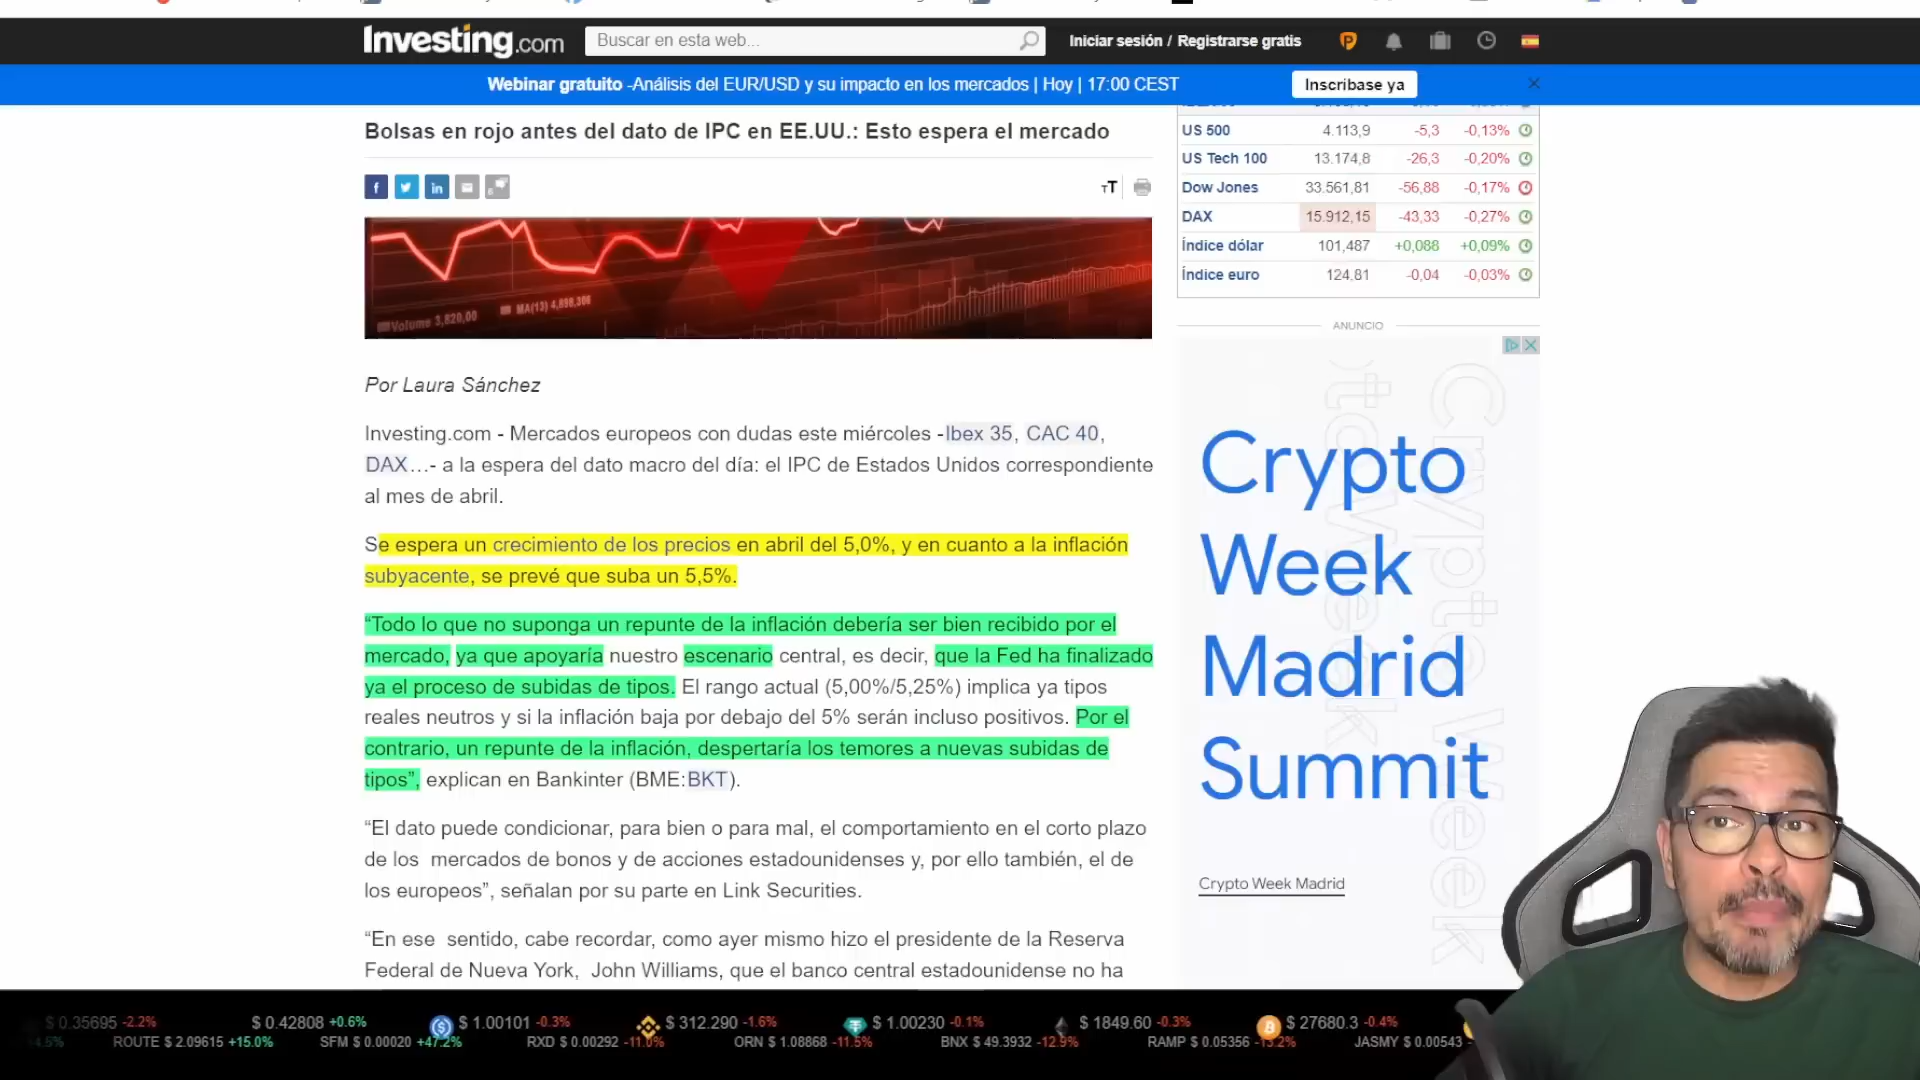 Investing.com
Buscar en esta web...
Iniciar sesión / Registrarse gratis
Webinar gratuito -Análisis del EUR/USD y su impacto en los mercados | Hoy | 17:00 CEST
Inscribase ya
Bolsas en rojo antes del dato de IPC en EE.UU.: Esto espera el mercado
TT
Volume 3,820,00
MA(13) 4,898,306
Por Laura Sánchez
Investing.com - Mercados europeos con dudas este miércoles -Ibex 35, CAC 40,
DAX…- a la espera del dato macro del día: el IPC de Estados Unidos correspondiente
al mes de abril.
Se espera un crecimiento de los precios en abril del 5,0%, y en cuanto a la inflación
subyacente, se prevé que suba un 5,5%.
“Todo lo que no suponga un repunte de la inflación debería ser bien recibido por el
mercado, ya que apoyaría nuestro escenario central, es decir, que la Fed ha finalizado
ya el proceso de subidas de tipos. El rango actual (5,00%/5,25%) implica ya tipos
reales neutros y si la inflación baja por debajo del 5% serán incluso positivos. Por el
contrario, un repunte de la inflación, despertaría los temores a nuevas subidas de
tipos”, explican en Bankinter (BME:BKT).
“El dato puede condicionar, para bien o para mal, el comportamiento en el corto plazo
de los mercados de bonos y de acciones estadounidenses y, por ello también, el de
los europeos”, señalan por su parte en Link Securities.
“En ese sentido, cabe recordar, como ayer mismo hizo el presidente de la Reserva
Federal de Nueva York, John Williams, que el banco central estadounidense no ha
US 500 4.113,9 -5,3 -0,13%
US Tech 100 13.174,8 -26,3 -0,20%
Dow Jones 33.561,81 -56,88 -0,17%
DAX 15.912,15 -43,33 -0,27%
Índice dólar 101,487 +0,088 +0,09%
Índice euro 124,81 -0,04 -0,03%
ANUNCIO
Crypto
Week
Madrid
Summit
Crypto Week Madrid
$ 0.35695 -2.2% $ 0.42808 +0.6% $ 1.00101 -0.3% $ 312.290 -1.6% $ 1.00230 -0.1% $ 1849.60 -0.3% $ 27680.3 -0.4%
+4.5% ROUTE $ 2.09615 +15.0% SFM $ 0.00020 +47.2% RXD $ 0.00292 -11.0% ORN $ 1.08868 -11.5% BNX $ 49.3932 -12.9% RAMP $ 0.05356 -13.2% JASMY $ 0.00543